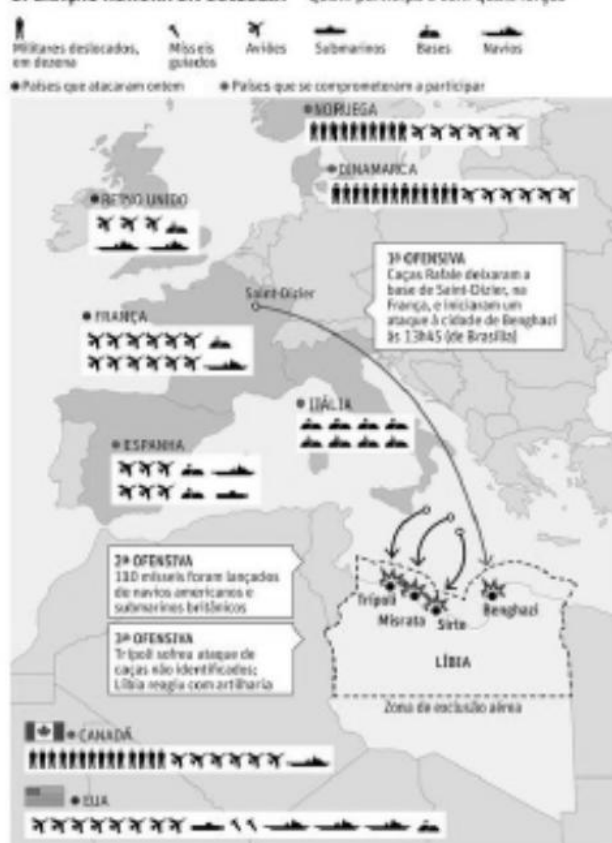 Quem participa e com quais forças
Militares deslocados,
em dezena
Mísseis
guiados
Aviões
Submarinos
Bases
Navios
Países que atacaram ontem
Países que se comprometeram a participar
NORUEGA
DINAMARCA
REINO UNIDO
1ª OFENSIVA
Caças Rafale deixaram a
base de Saint-Dizier, na
França, e iniciaram um
ataque à cidade de Benghazi
às 13h45 (de Brasília)
Saint-Dizier
FRANÇA
ITÁLIA
ESPANHA
2ª OFENSIVA
110 mísseis foram lançados
de navios americanos e
submarinos britânicos
3ª OFENSIVA
Trípoli sofreu ataque de
caças não identificados;
Líbia reagiu com artilharia
Trípoli
Misrata
Sirte
Benghazi
LÍBIA
Zona de exclusão aérea
CANADÁ
EUA